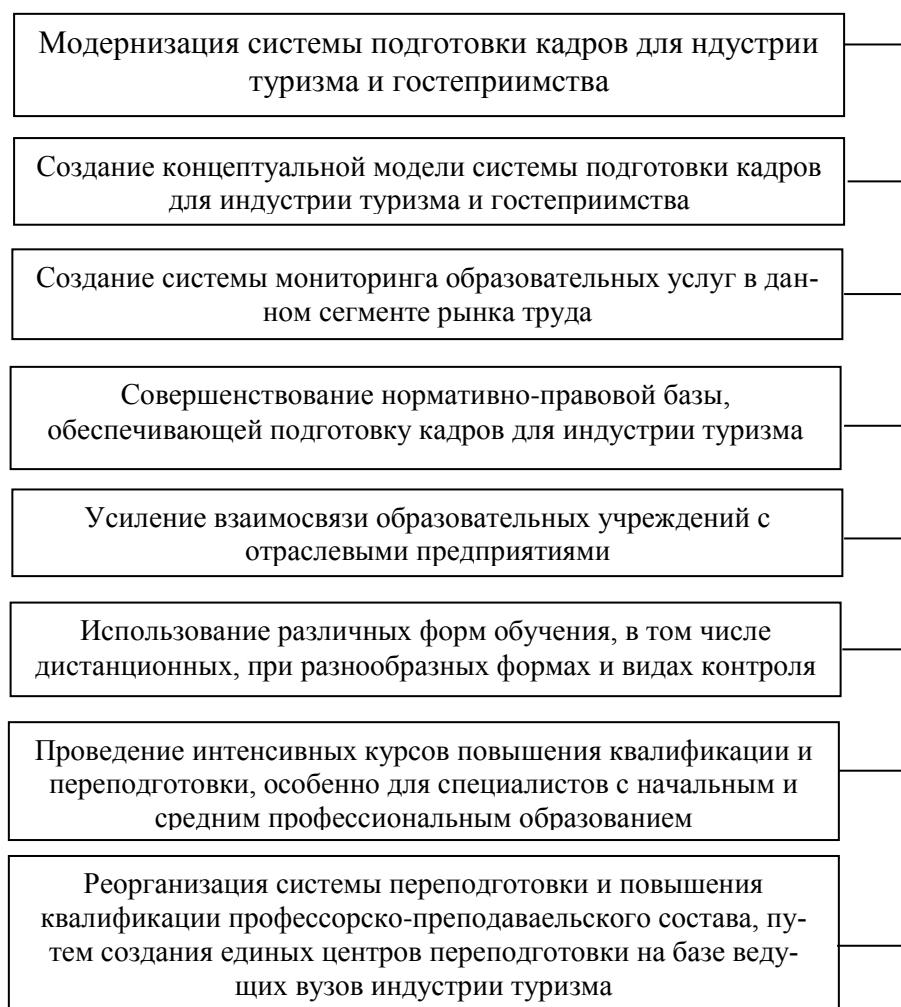 Модернизация системы подготовки кадров для ндустрии
туризма и гостеприимства
Создание концептуальной модели системы подготовки кадров
для индустрии туризма и гостеприимства
Создание системы мониторинга образовательных услуг в дан-
ном сегменте рынка труда
Совершенствование нормативно-правовой базы,
обеспечивающей подготовку кадров для индустрии туризма
Усиление взаимосвязи образовательных учреждений с
отраслевыми предприятиями
Использование различных форм обучения, в том числе
дистанционных, при разнообразных формах и видах контроля
Проведение интенсивных курсов повышения квалификации и
переподготовки, особенно для специалистов с начальным и
средним профессиональным образованием
Реорганизация системы переподготовки и повышения
квалификации профессорско-преподаваельского состава, пу-
тем создания единых центров переподготовки на базе веду-
щих вузов индустрии туризма